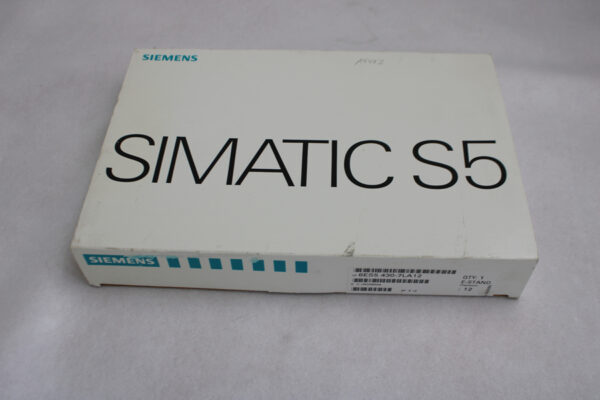 SIEMENS
SIMATIC S5
SIEMENS
6ES5 430-7LA12
QTY: 1
E-STAND
12